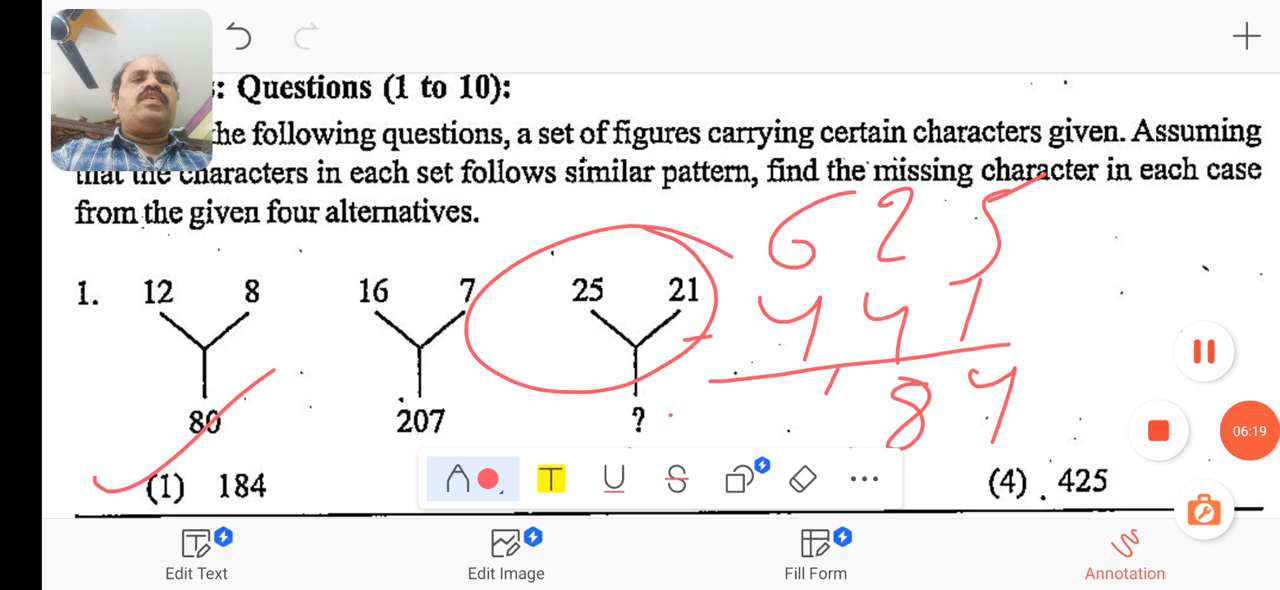 : Questions (1 to 10):
he following questions, a set of figures carrying certain characters given. Assuming
that the characters in each set follows similar pattern, find the missing character in each case
from the given four alternatives.
625
1. 12 8 16 7 25 21 - 441
184
80 207 ?
(1) 184 (4) 425
T U S
06:19
Edit Text Edit Image Fill Form Annotation